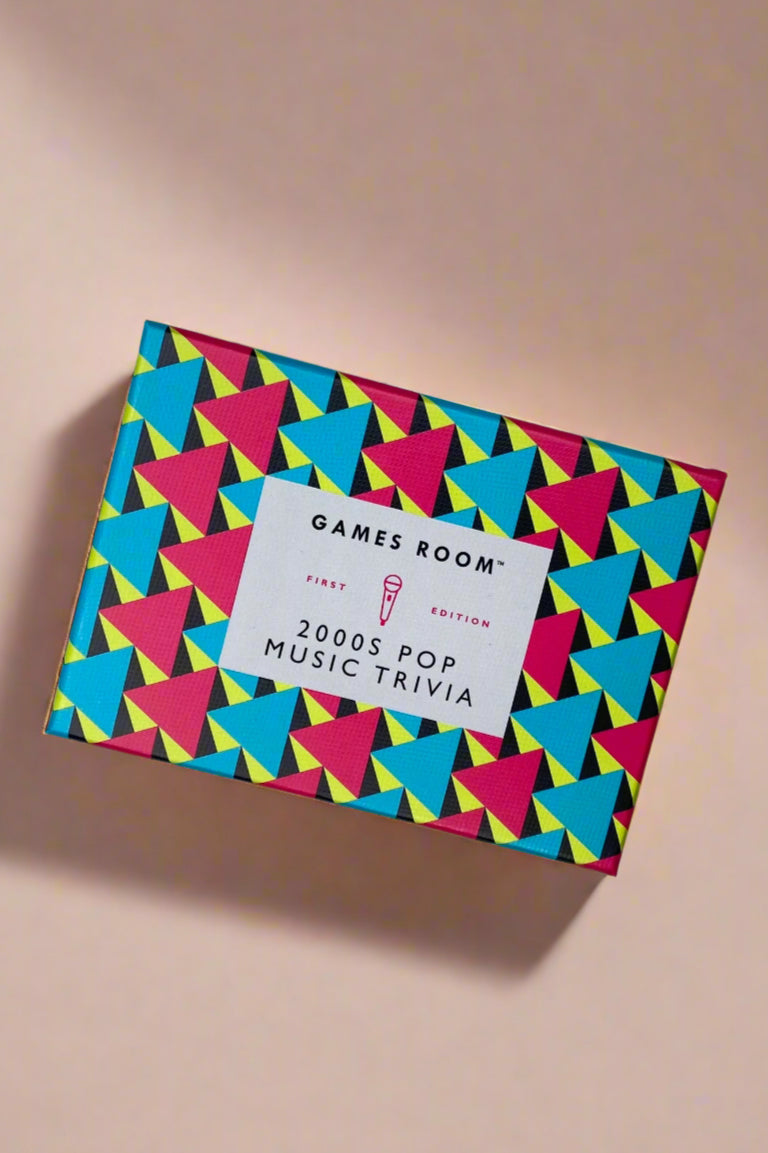 GAMES ROOM™
FIRST EDITION
2000S POP
MUSIC TRIVIA